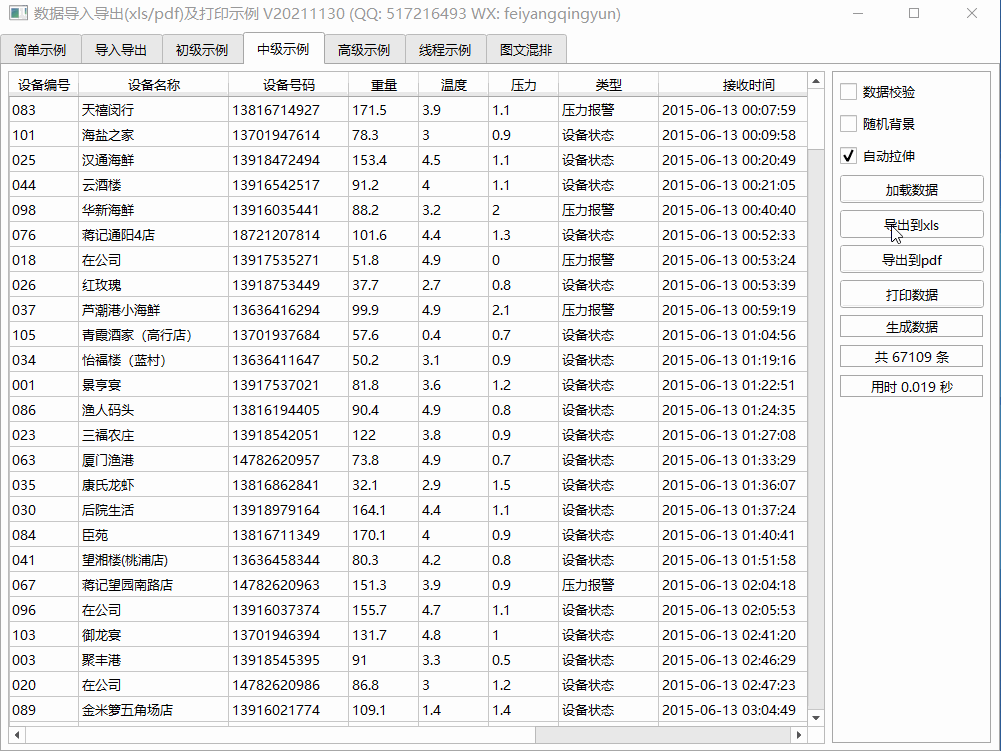 数据导入导出(xls/pdf)及打印示例 V20211130 (QQ: 517216493 WX: feiyangqingyun)
简单示例 导入导出 初级示例 中级示例 高级示例 线程示例 图文混排
设备编号 设备名称 设备号码 重量 温度 压力 类型 接收时间
083 天禧闵行 13816714927 171.5 3.9 1.1 压力报警 2015-06-13 00:07:59
101 海盐之家 13701947614 78.3 3 0.9 设备状态 2015-06-13 00:09:58
025 汉通海鲜 13918472494 153.4 4.5 1.1 设备状态 2015-06-13 00:20:49
044 云酒楼 13916542517 91.2 4 1.1 设备状态 2015-06-13 00:21:05
098 华新海鲜 13916035441 88.2 3.2 2 压力报警 2015-06-13 00:40:40
076 蒋记通阳4店 18721207814 101.6 4.4 1.3 设备状态 2015-06-13 00:52:33
018 在公司 13917535271 51.8 4.9 0 压力报警 2015-06-13 00:53:24
026 红玫瑰 13918753449 37.7 2.7 0.8 设备状态 2015-06-13 00:53:39
037 芦潮港小海鲜 13636416294 99.9 4.9 2.1 压力报警 2015-06-13 00:59:19
105 青霞酒家（高行店） 13701937684 57.6 0.4 0.7 设备状态 2015-06-13 01:04:56
034 怡福楼（蓝村） 13636411647 50.2 3.1 0.9 设备状态 2015-06-13 01:19:16
001 景亨宴 13917537021 81.8 3.6 1.2 设备状态 2015-06-13 01:22:51
086 渔人码头 13816194405 90.4 4.9 0.8 设备状态 2015-06-13 01:24:35
023 三福农庄 13918542051 122 3.8 0.9 设备状态 2015-06-13 01:27:08
063 厦门渔港 14782620957 73.8 4.9 0.7 设备状态 2015-06-13 01:33:29
035 康氏龙虾 13816862841 32.1 2.9 1.5 设备状态 2015-06-13 01:36:07
030 后院生活 13918979164 164.1 4.4 1.1 设备状态 2015-06-13 01:37:24
084 臣苑 13816711349 170.1 4 0.9 设备状态 2015-06-13 01:40:41
041 望湘楼(桃浦店) 13636458344 80.3 4.2 0.8 设备状态 2015-06-13 01:51:58
067 蒋记望园南路店 14782620963 151.3 3.9 0.9 压力报警 2015-06-13 02:04:18
096 在公司 13916037374 155.7 4.7 1.1 设备状态 2015-06-13 02:05:53
103 御龙宴 13701946394 131.7 4.8 1 设备状态 2015-06-13 02:41:20
003 聚丰港 13918545395 91 3.3 0.5 设备状态 2015-06-13 02:46:29
020 在公司 14782620986 86.8 3 1.2 设备状态 2015-06-13 02:47:23
089 金米箩五角场店 13916021774 109.1 1.4 1.4 设备状态 2015-06-13 03:04:49
数据校验
随机背景
自动拉伸
加载数据
导出到xls
导出到pdf
打印数据
生成数据
共 67109 条
用时 0.019 秒